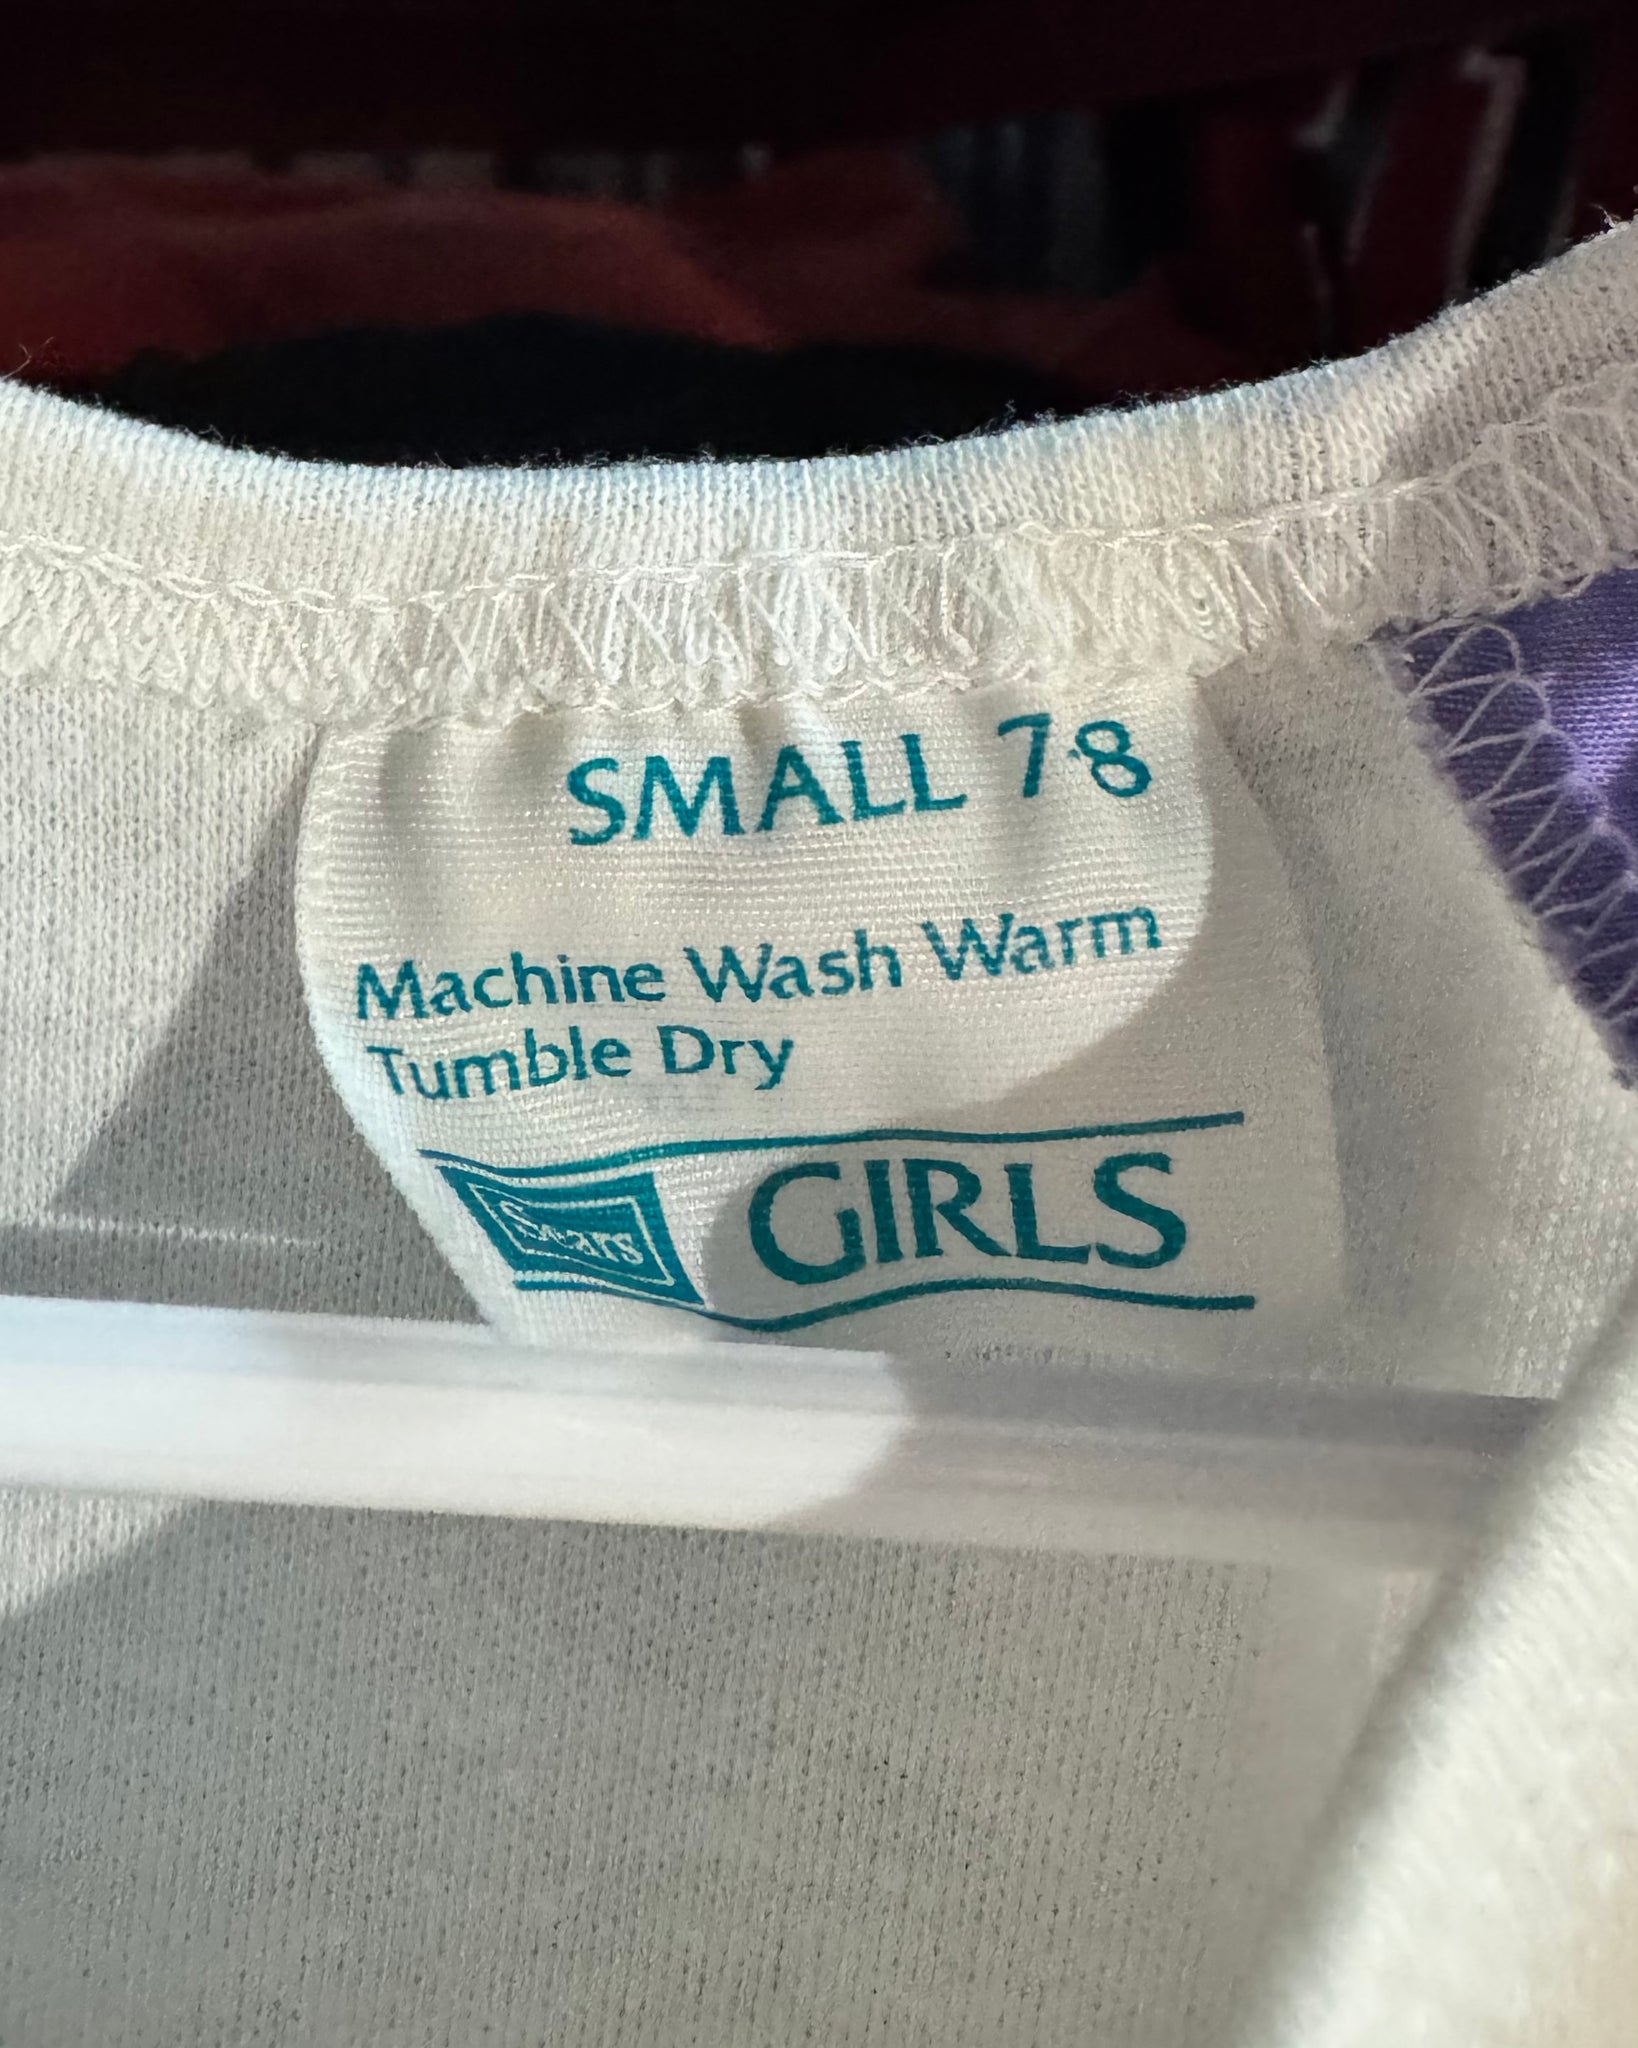 SMALL 7-8
Machine Wash Warm
Tumble Dry
Sears GIRLS